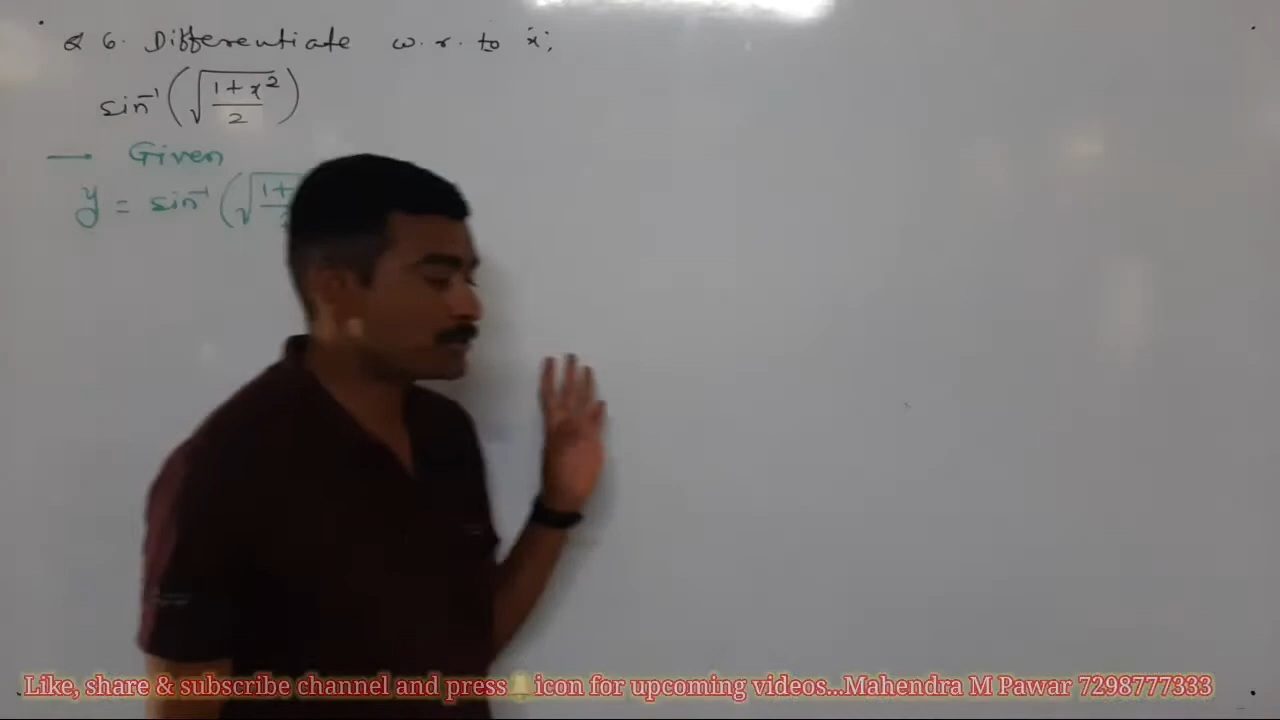 Q 6. Differentiate w.r. to x;
sin⁻¹(√((1+x²)/2))
→ Given
y = sin⁻¹(√(1+
Like, share & subscribe channel and press🔔icon for upcoming videos...Mahendra M Pawar 7298777333